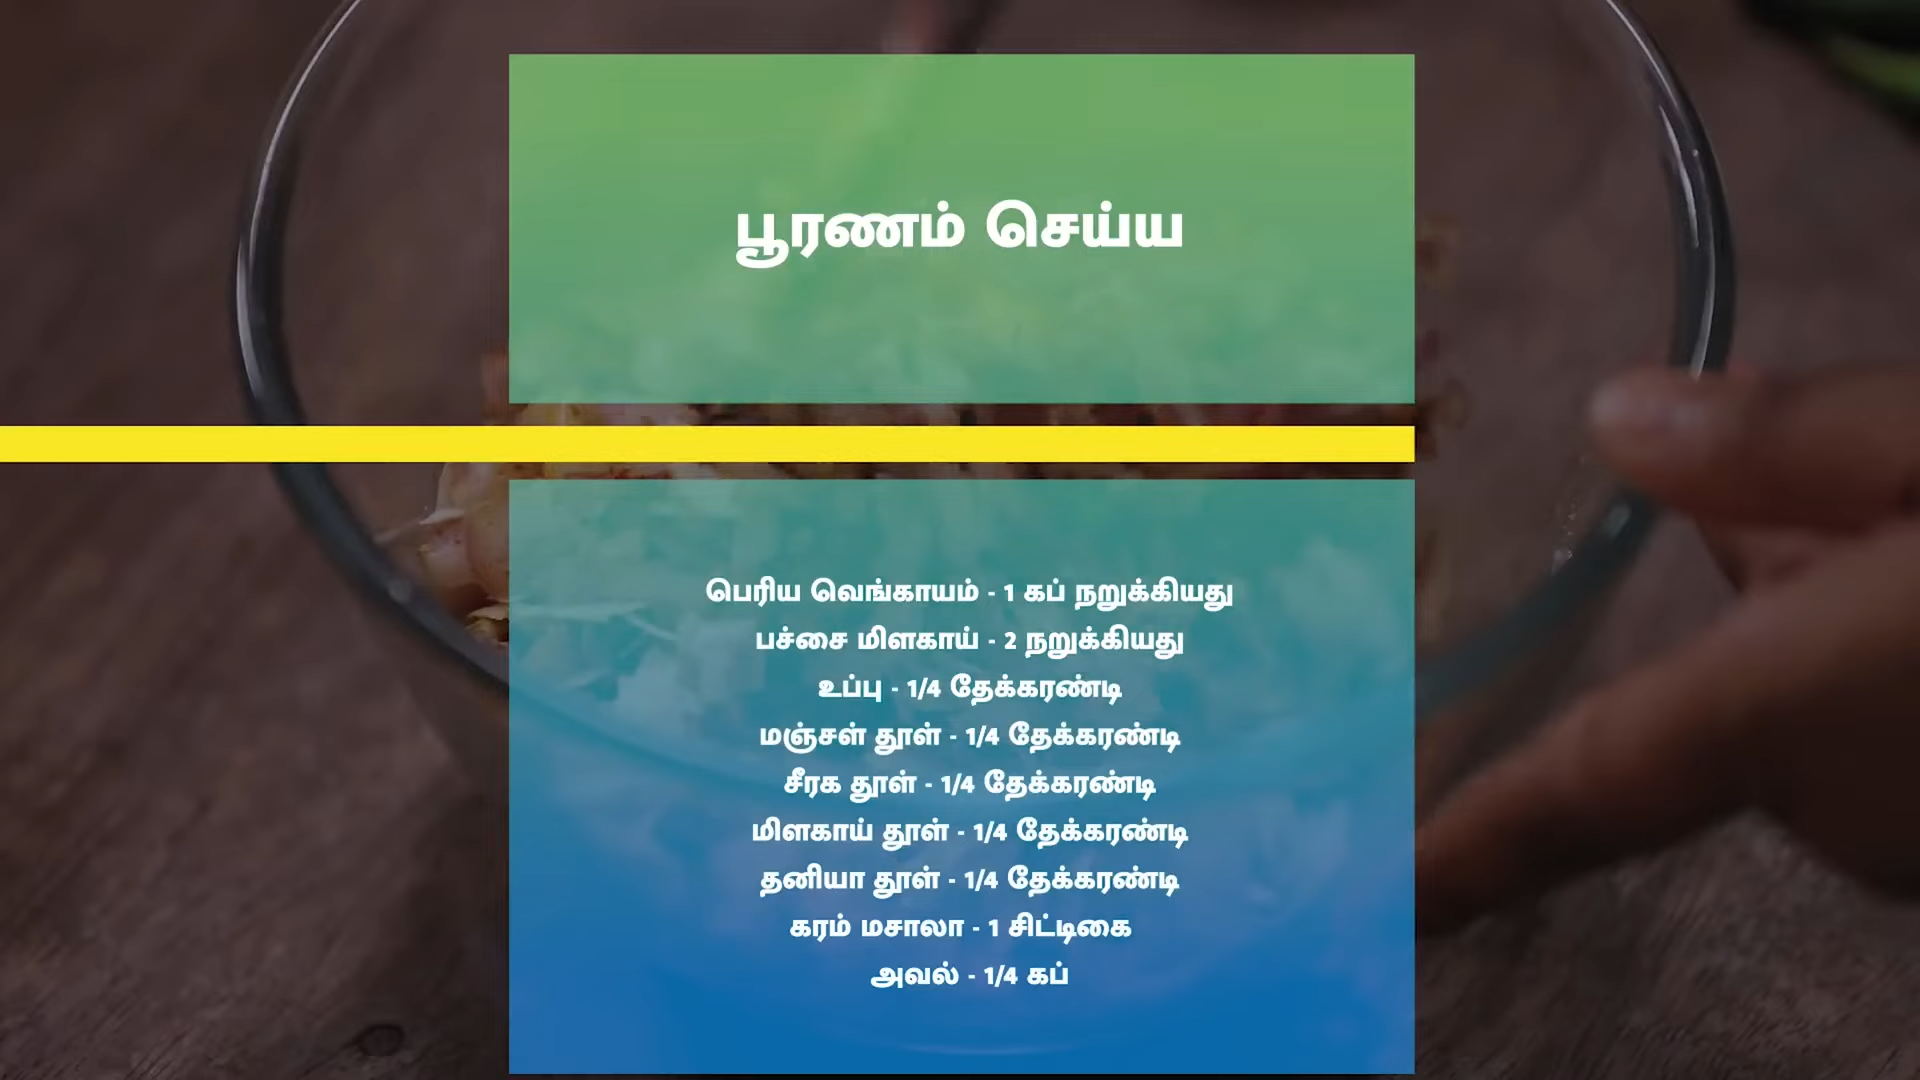 பூரணம் செய்ய
பெரிய வெங்காயம் - 1 கப் நறுக்கியது
பச்சை மிளகாய் - 2 நறுக்கியது
உப்பு - 1/4 தேக்கரண்டி
மஞ்சள் தூள் - 1/4 தேக்கரண்டி
சீரக தூள் - 1/4 தேக்கரண்டி
மிளகாய் தூள் - 1/4 தேக்கரண்டி
தனியா தூள் - 1/4 தேக்கரண்டி
கரம் மசாலா - 1 சிட்டிகை
அவல் - 1/4 கப்